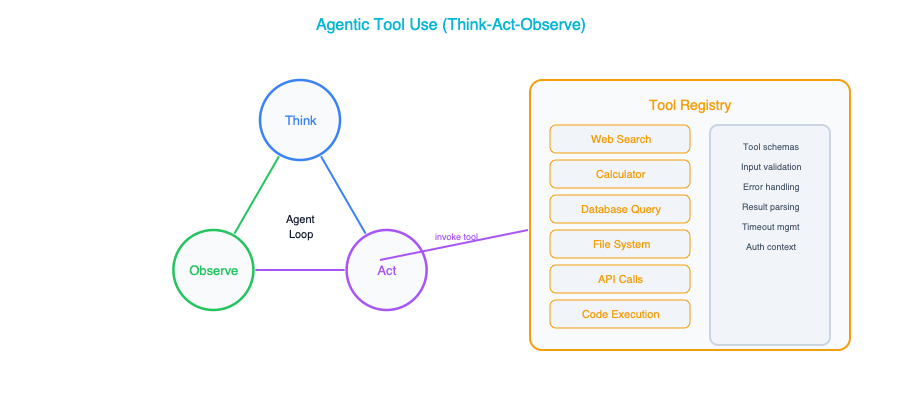 Agentic Tool Use (Think-Act-Observe)
Think
Agent
Loop
Observe
Act
invoke tool
Tool Registry
Web Search
Calculator
Database Query
File System
API Calls
Code Execution
Tool schemas
Input validation
Error handling
Result parsing
Timeout mgmt
Auth context